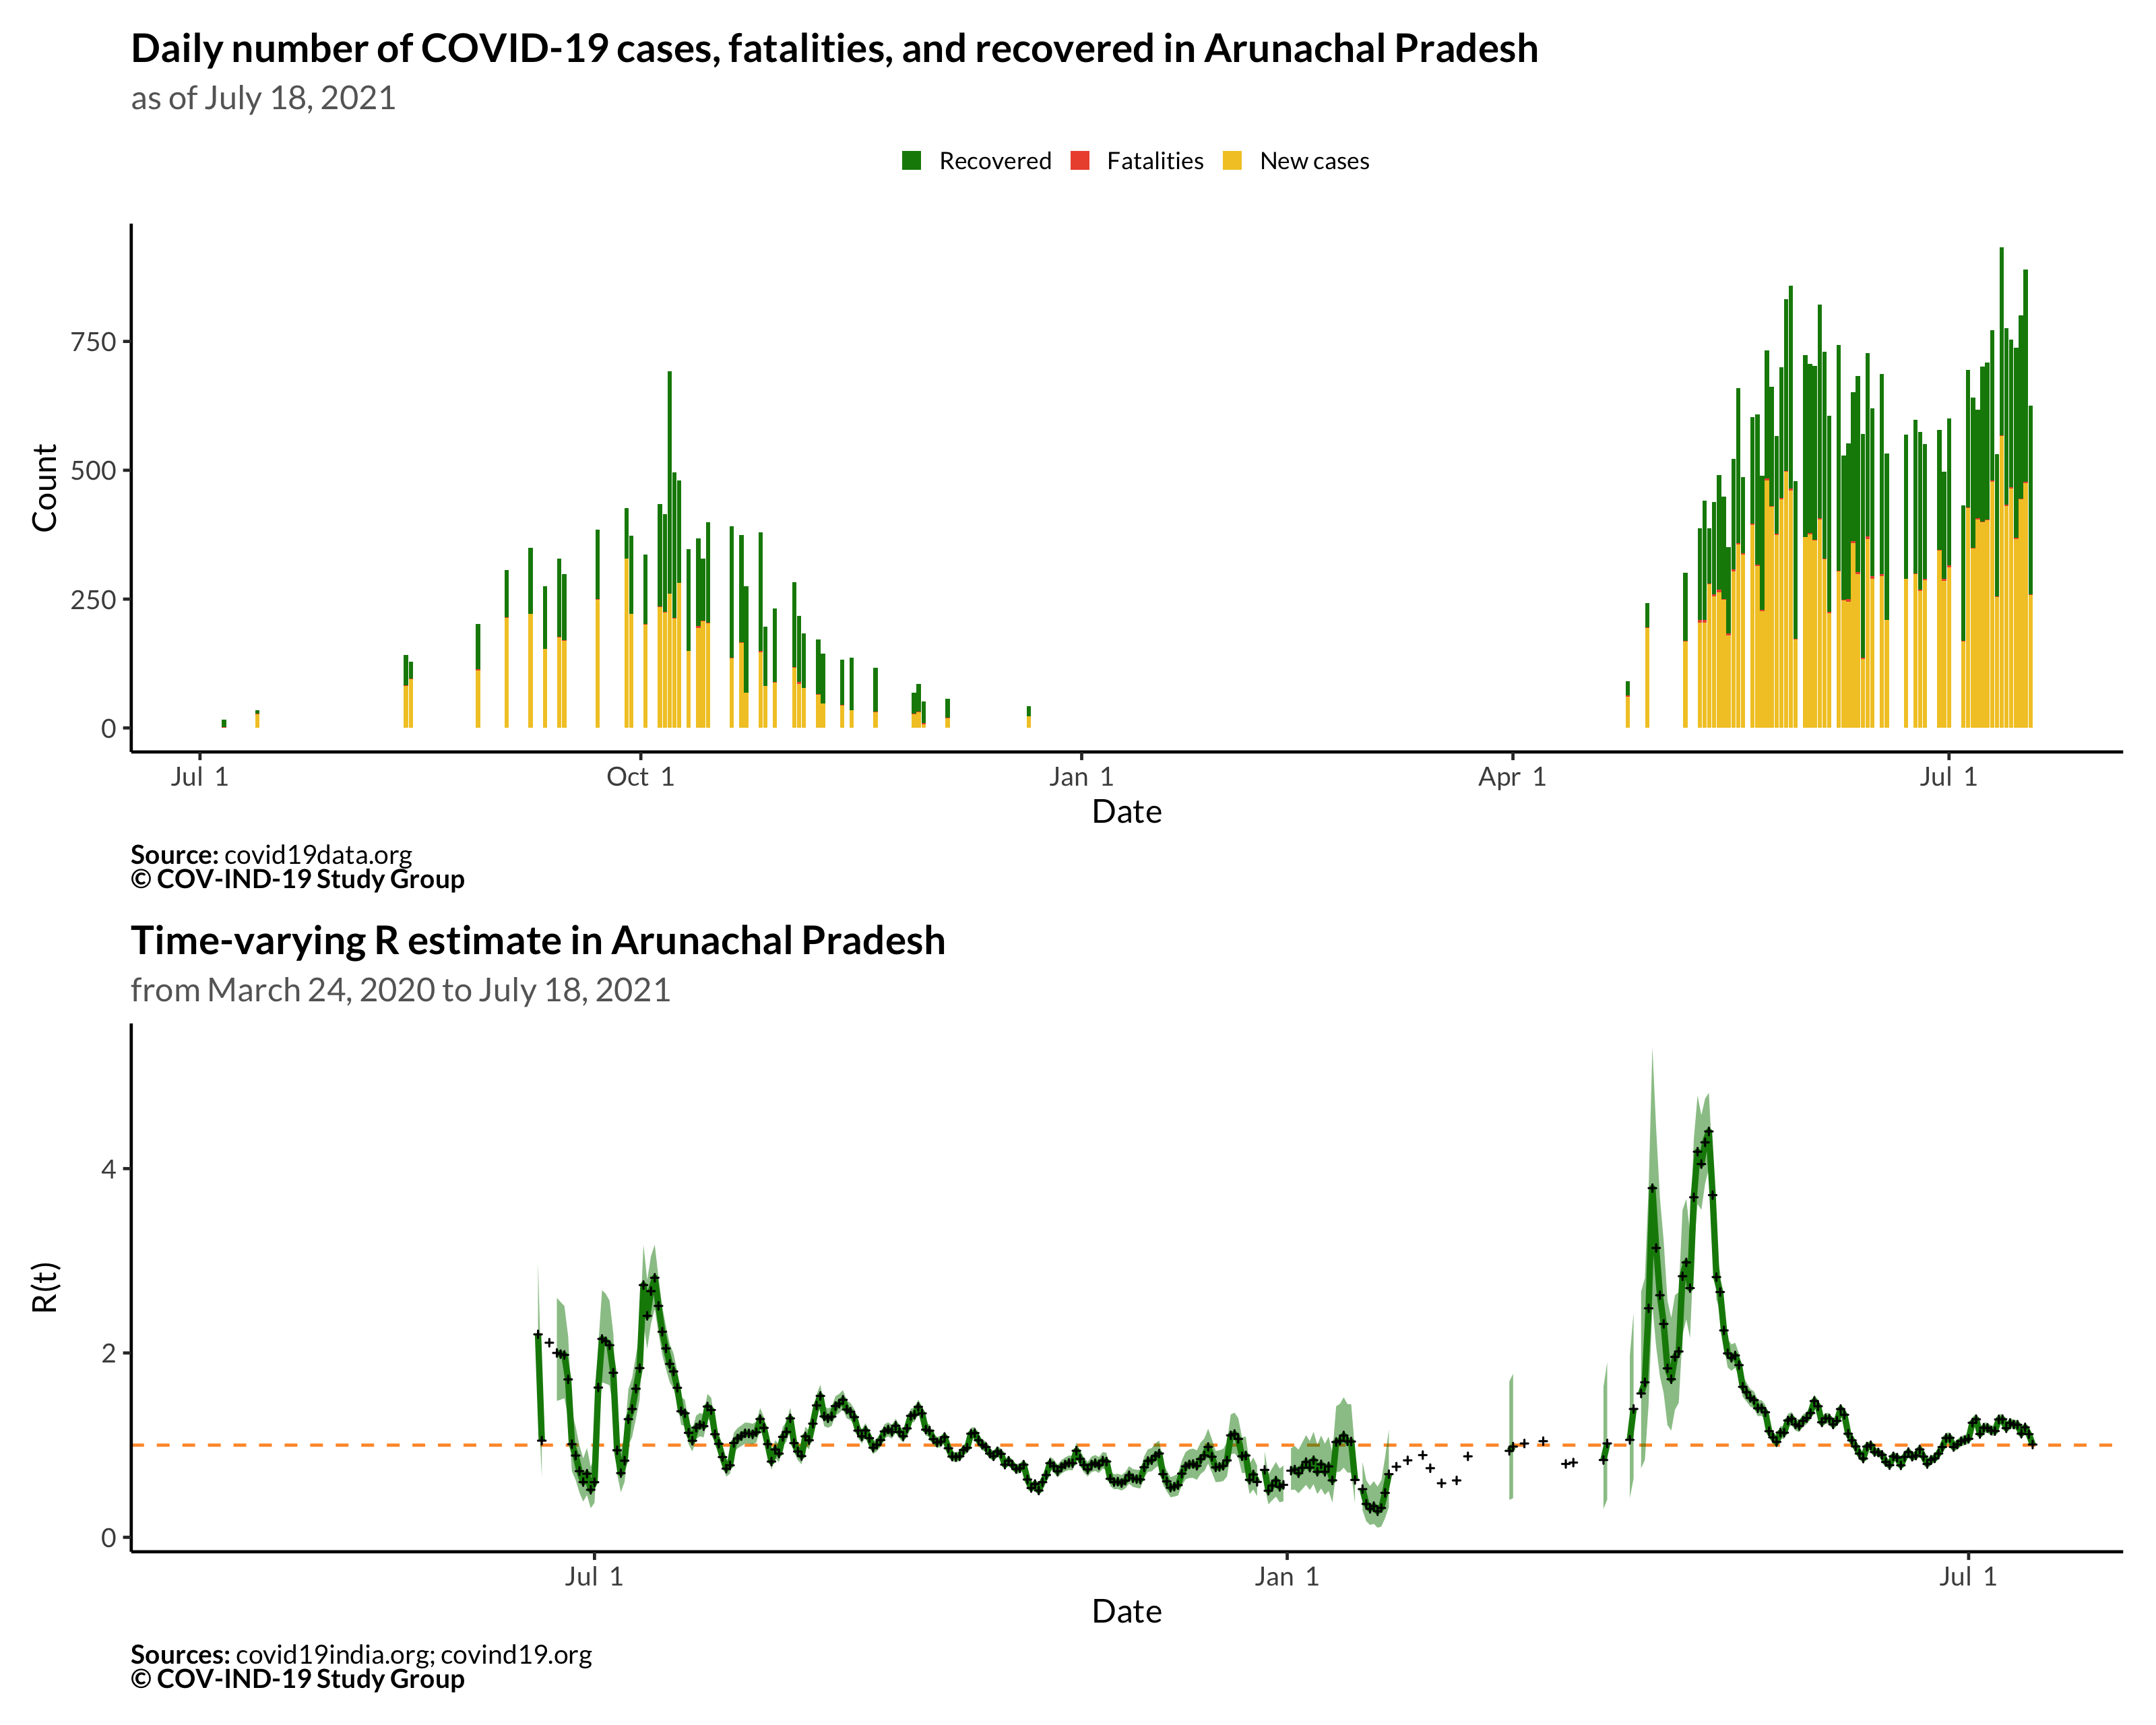 Daily number of COVID-19 cases, fatalities, and recovered in Arunachal Pradesh
as of July 18, 2021
Recovered Fatalities New cases
Count
750
500
250
0
Jul 1 Oct 1 Jan 1 Apr 1 Jul 1
Date
Source: covid19data.org
© COV-IND-19 Study Group
Time-varying R estimate in Arunachal Pradesh
from March 24, 2020 to July 18, 2021
R(t)
4
2
0
Jul 1 Jan 1 Jul 1
Date
Sources: covid19india.org; covind19.org
© COV-IND-19 Study Group